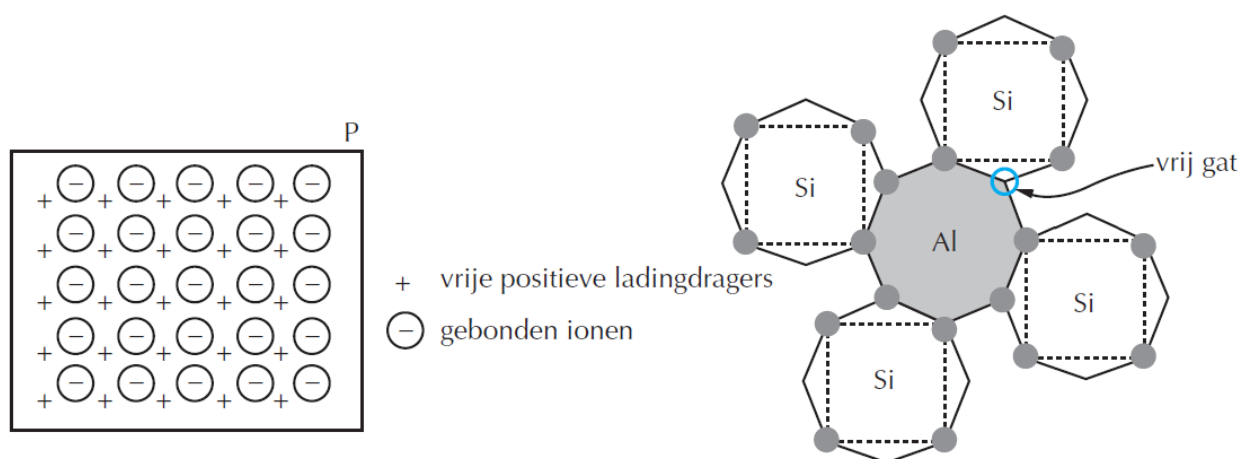 P
+ vrije positieve ladingdragers
− gebonden ionen
Si
Si
vrij gat
Al
Si
Si